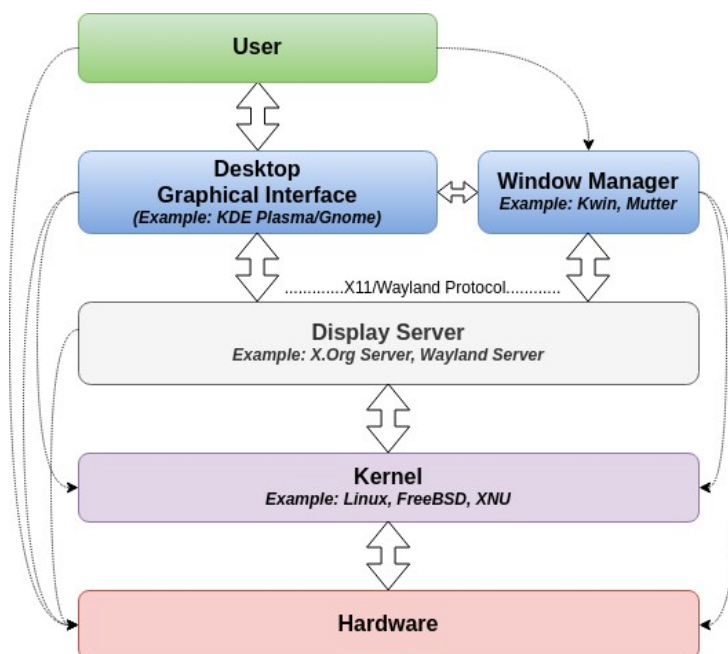 User
Desktop
Graphical Interface
(Example: KDE Plasma/Gnome)
Window Manager
Example: Kwin, Mutter
.............X11/Wayland Protocol............
Display Server
Example: X.Org Server, Wayland Server
Kernel
Example: Linux, FreeBSD, XNU
Hardware